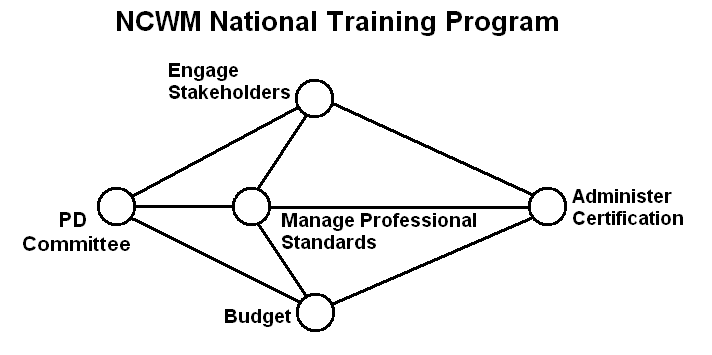 NCWM National Training Program
Engage
Stakeholders
Administer
Certification
PD
Committee
Manage Professional
Standards
Budget